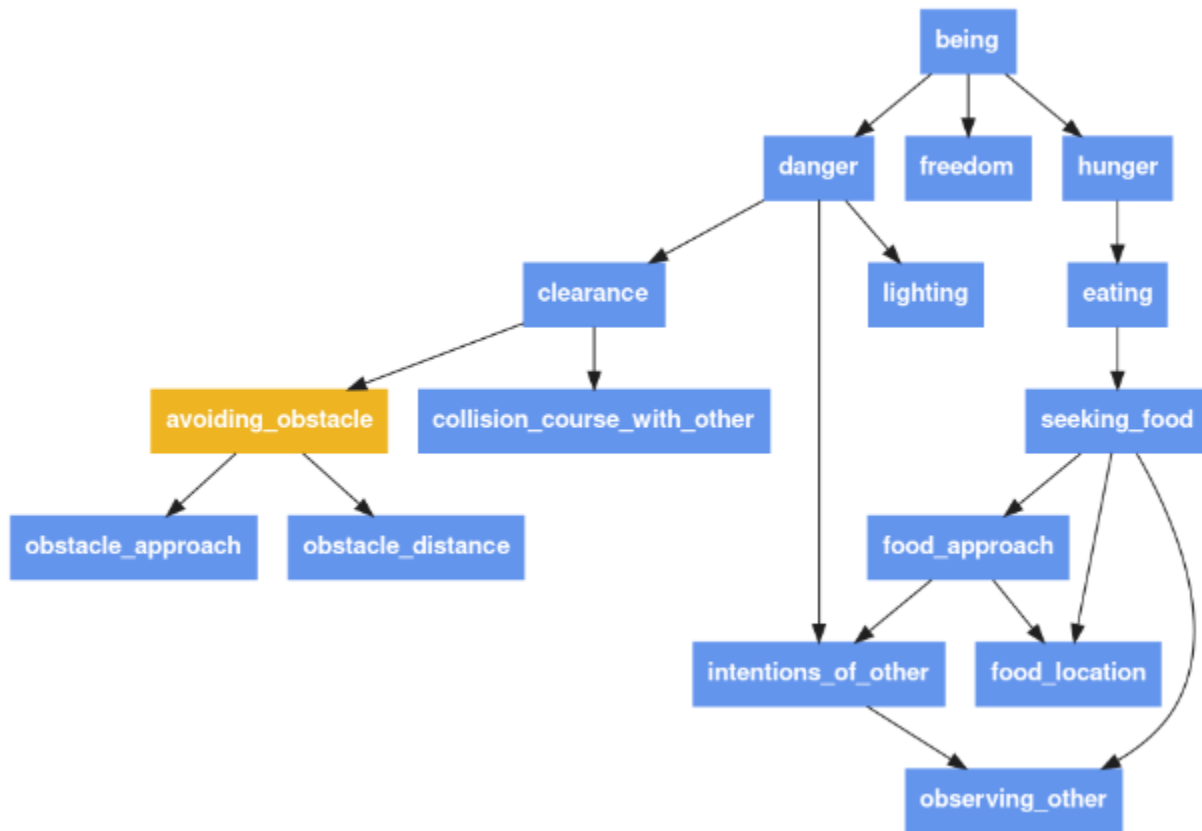 being
danger
freedom
hunger
clearance
lighting
eating
avoiding_obstacle
collision_course_with_other
seeking_food
obstacle_approach
obstacle_distance
food_approach
intentions_of_other
food_location
observing_other